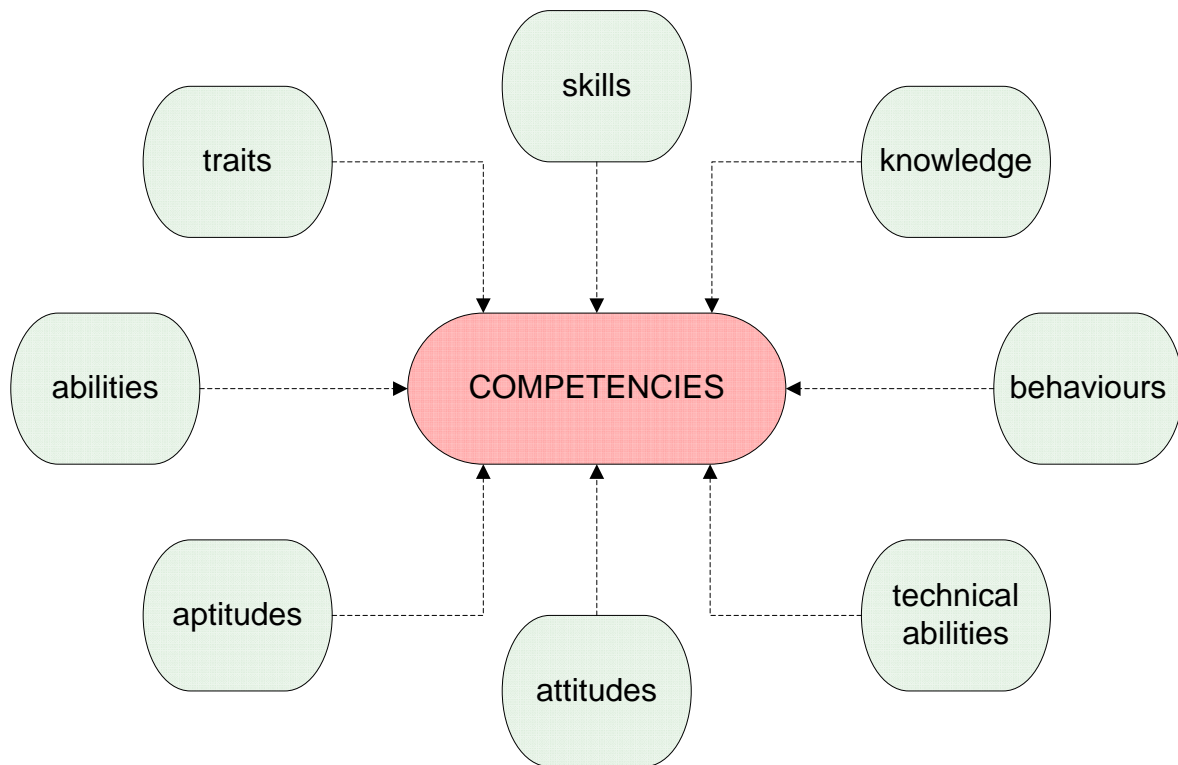 skills
traits
knowledge
abilities
COMPETENCIES
behaviours
aptitudes
technical
abilities
attitudes